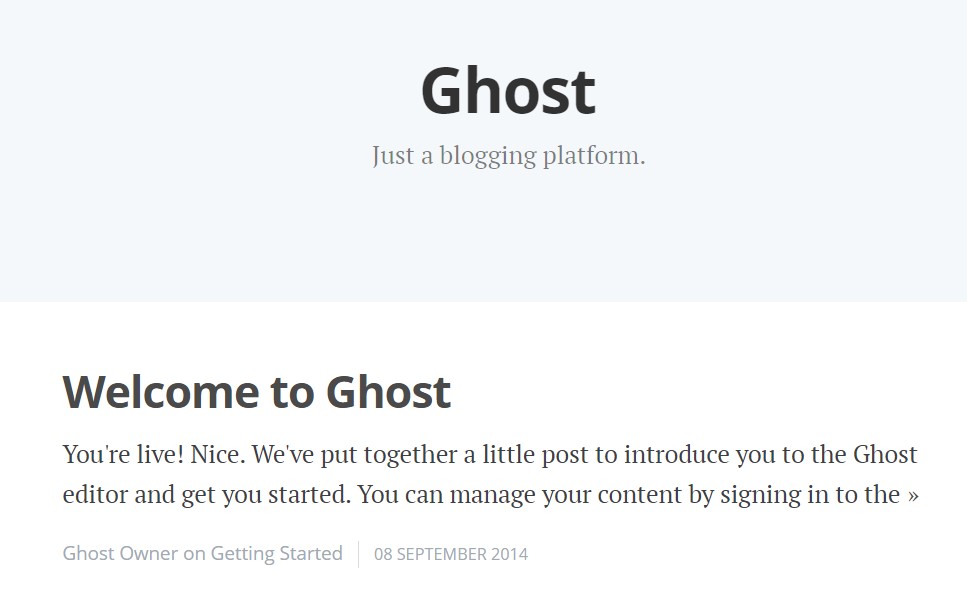 Ghost
Just a blogging platform.
Welcome to Ghost
You're live! Nice. We've put together a little post to introduce you to the Ghost
editor and get you started. You can manage your content by signing in to the »
Ghost Owner on Getting Started 08 SEPTEMBER 2014